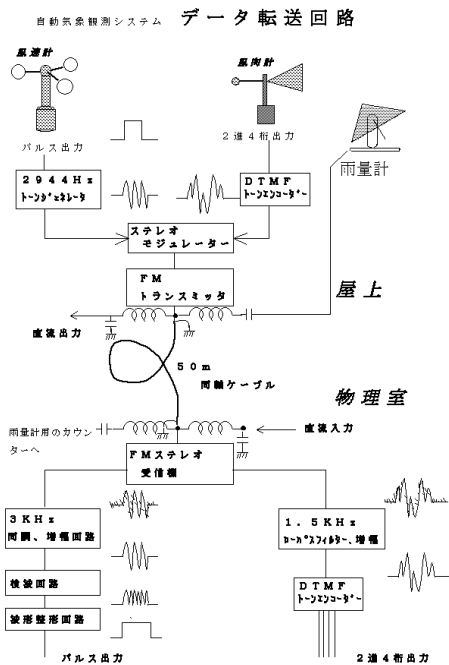 自動気象観測システム データ転送回路
風速計
風向計
パルス出力
2進4桁出力
雨量計
2944Hz
トーンジェネレータ
DTMF
トーンエンコーダー
ステレオ
モジュレーター
FM
トランスミッタ
屋上
直流出力
50m
同軸ケーブル
物理室
雨量計用のカウン
ターへ
直流入力
FMステレオ
受信機
3KHz
同調、増幅回路
1.5KHz
ローパスフィルター、増幅
検波回路
DTMF
トーンエンコーダー
波形整形回路
パルス出力
2進4桁出力